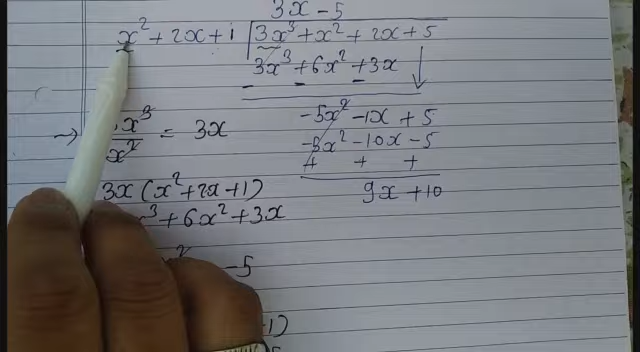 3x - 5
x² + 2x + 1 | 3x³ + x² + 2x + 5
3x³ + 6x² + 3x
- - -
-5x² - 1x + 5
-5x² - 10x - 5
+ + +
9x + 10
→ x³/x² = 3x
3x (x² + 2x + 1)
x³ + 6x² + 3x
- 5